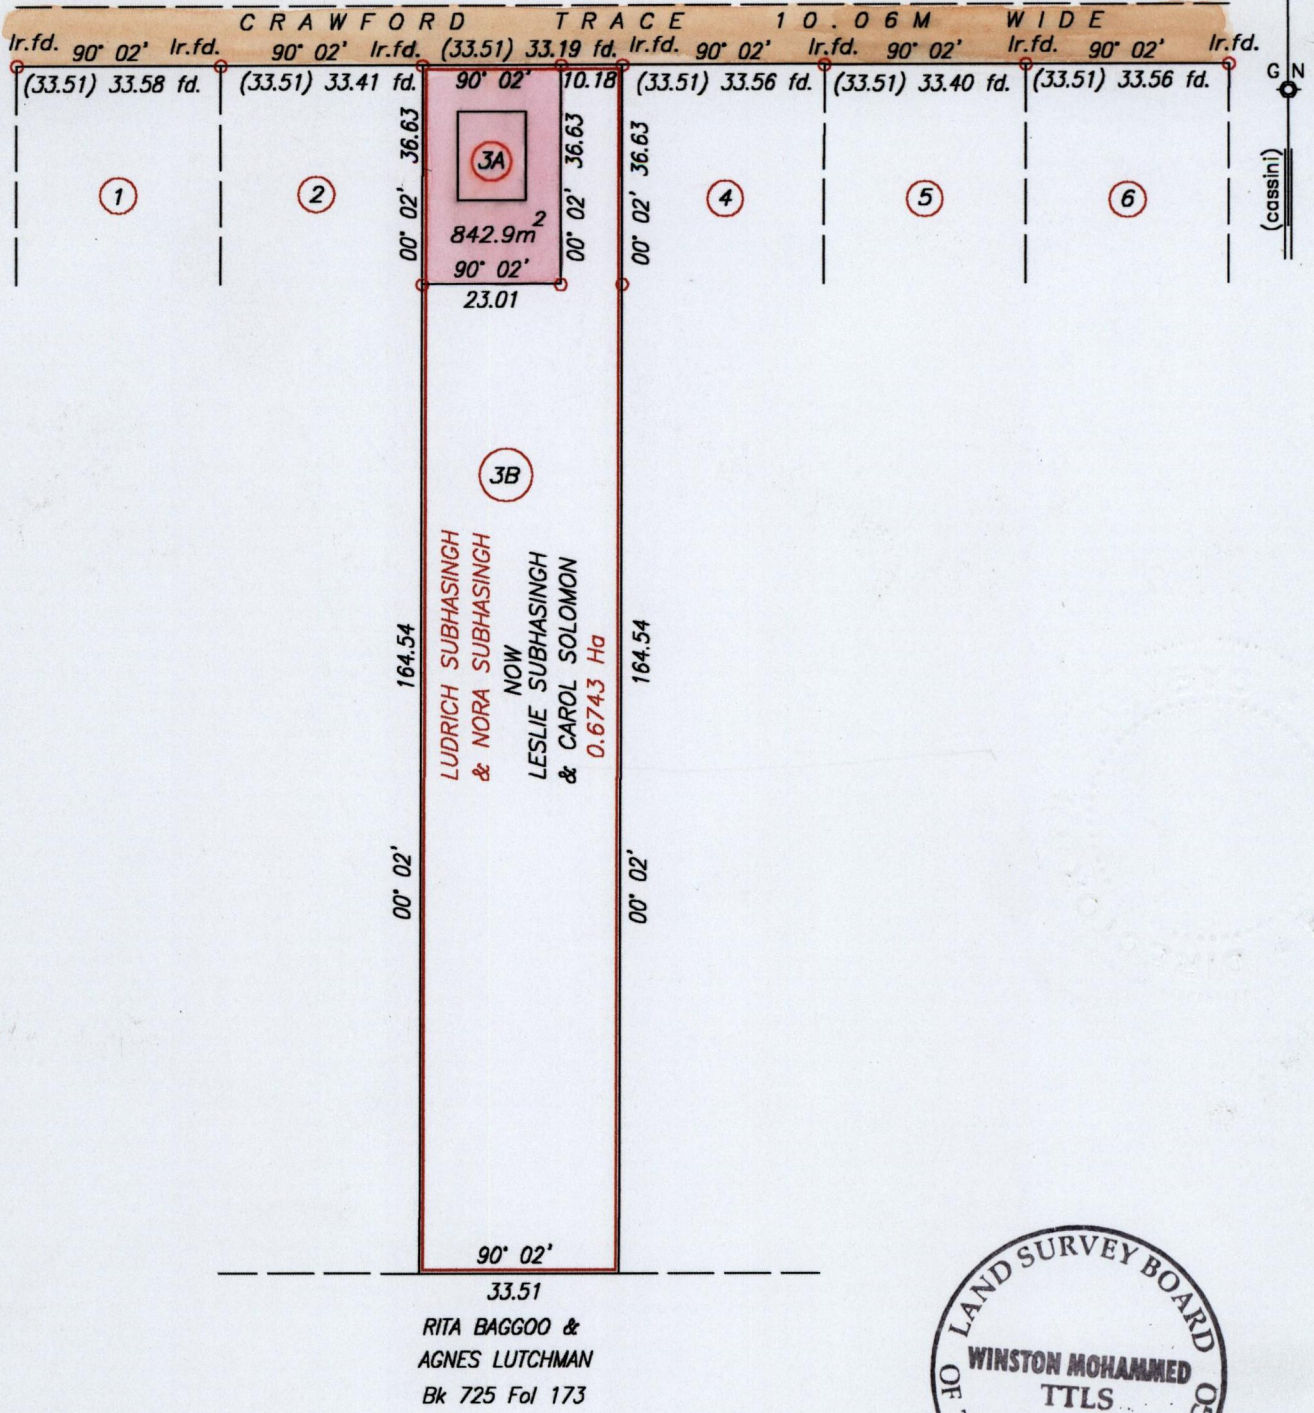 CRAWFORD TRACE 10.06M WIDE
Ir.fd. 90° 02' Ir.fd. 90° 02' Ir.fd. (33.51) 33.19 fd. Ir.fd. 90° 02' Ir.fd. 90° 02' Ir.fd. 90° 02' Ir.fd.
(33.51) 33.58 fd. (33.51) 33.41 fd. 90° 02' 10.18 (33.51) 33.56 fd. (33.51) 33.40 fd. (33.51) 33.56 fd.
G N
(cassini)
00° 02' 36.63
00° 02' 36.63
00° 02' 36.63
1 2 3A 4 5 6
842.9m2
90° 02'
23.01
3B
LUDRICH SUBHASINGH
& NORA SUBHASINGH
NOW
LESLIE SUBHASINGH
& CAROL SOLOMON
0.6743 Ha
00° 02' 164.54
00° 02' 164.54
90° 02'
33.51
RITA BAGGOO &
AGNES LUTCHMAN
Bk 725 Fol 173
LAND SURVEY BOARD
WINSTON MOHAMMED
TTLS
OF